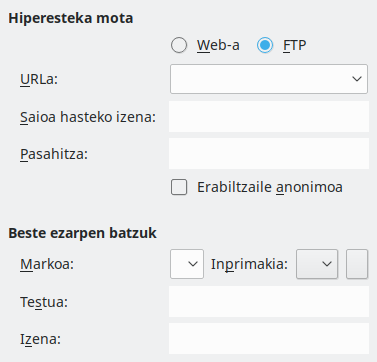 Hiperesteka mota
Web-a FTP
URLa:
Saioa hasteko izena:
Pasahitza:
Erabiltzaile anonimoa
Beste ezarpen batzuk
Markoa: Inprimakia:
Testua:
Izena: